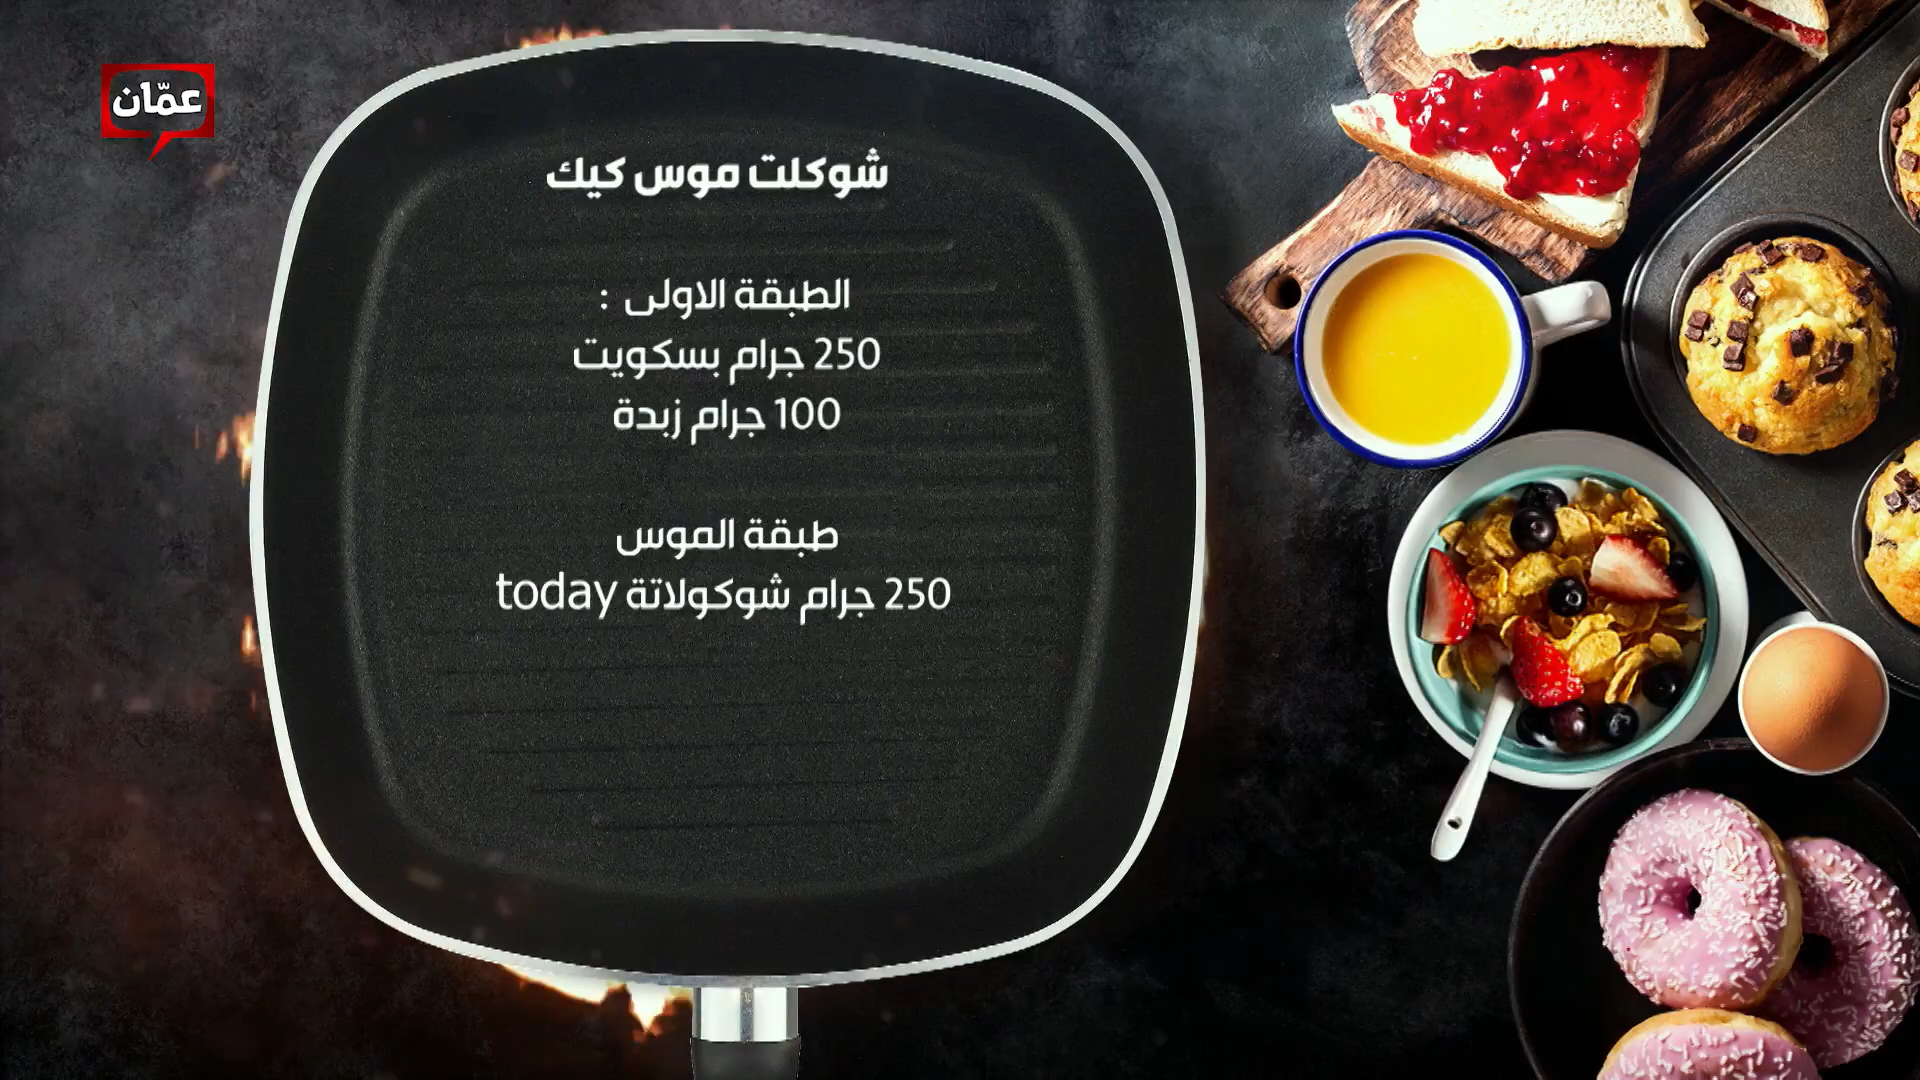 عمّان
شوكلت موس كيك
الطبقة الاولى :
250 جرام بسكويت
100 جرام زبدة
طبقة الموس
250 جرام شوكولاتة today